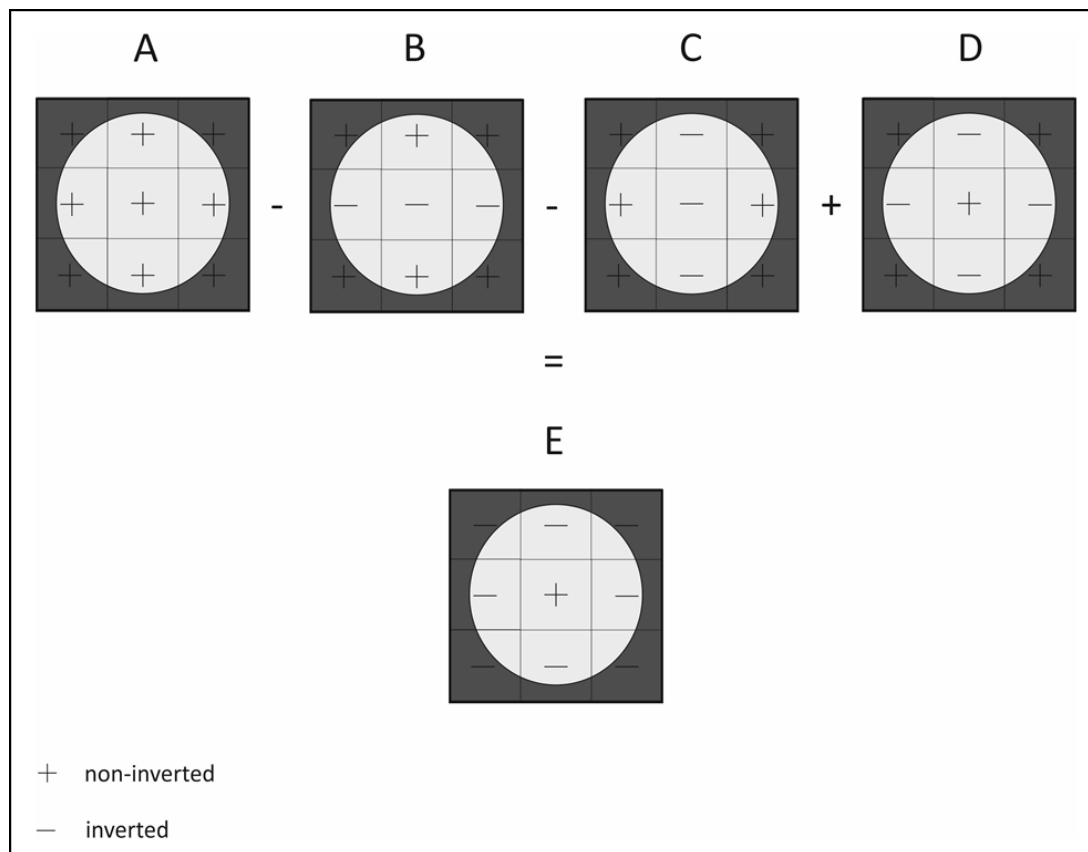 A B C D
+ + + + + + + + + - + + + - - - + + + - + - + + - + + - + + + - + - + - + - +
=
E
- - - - + - - - -
+ non-inverted
- inverted